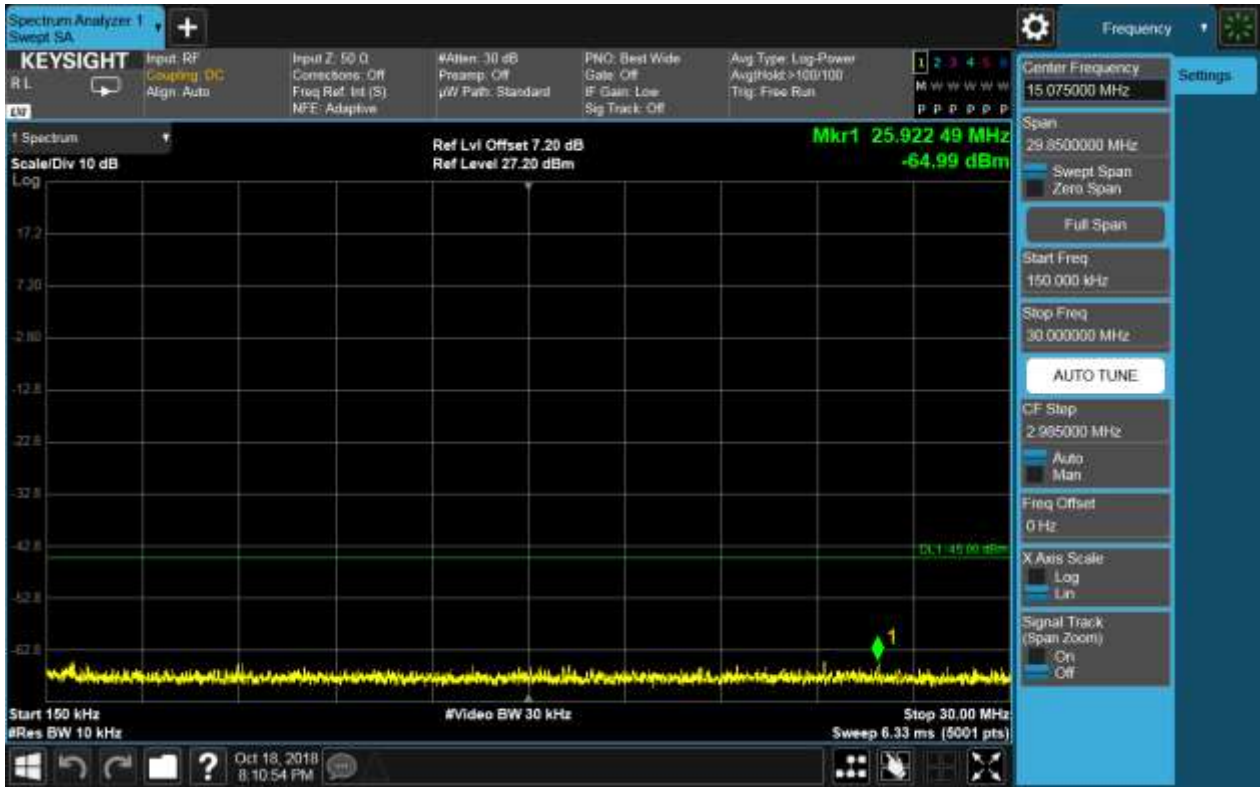 Spectrum Analyzer 1
Swept SA
+
Frequency
KEYSIGHT
Input: RF
Input Z: 50 Ω
#Atten: 30 dB
PNO: Best Wide
Avg Type: Log-Power
1 2 3 4 5 6
R L
Coupling: DC
Corrections: Off
Preamp: Off
Gate: Off
Avg|Hold:>100/100
M W W W W W
Align: Auto
Freq Ref: Int (S)
µW Path: Standard
IF Gain: Low
Trig: Free Run
P P P P P P
NFE: Adaptive
Sig Track: Off
LXI
1 Spectrum
Scale/Div 10 dB
Ref Lvl Offset 7.20 dB
Ref Level 27.20 dBm
Mkr1 25.922 49 MHz
-64.99 dBm
Log
17.2
7.20
-2.80
-12.8
-22.8
-32.8
-42.8
DL1 -45.00 dBm
-52.8
-62.8
1
Start 150 kHz
#Video BW 30 kHz
Stop 30.00 MHz
#Res BW 10 kHz
Sweep 6.33 ms (5001 pts)
Center Frequency
15.075000 MHz
Settings
Span
29.8500000 MHz
Swept Span
Zero Span
Full Span
Start Freq
150.000 kHz
Stop Freq
30.000000 MHz
AUTO TUNE
CF Step
2.985000 MHz
Auto
Man
Freq Offset
0 Hz
X Axis Scale
Log
Lin
Signal Track
(Span Zoom)
On
Off
?
Oct 18, 2018
8:10:54 PM